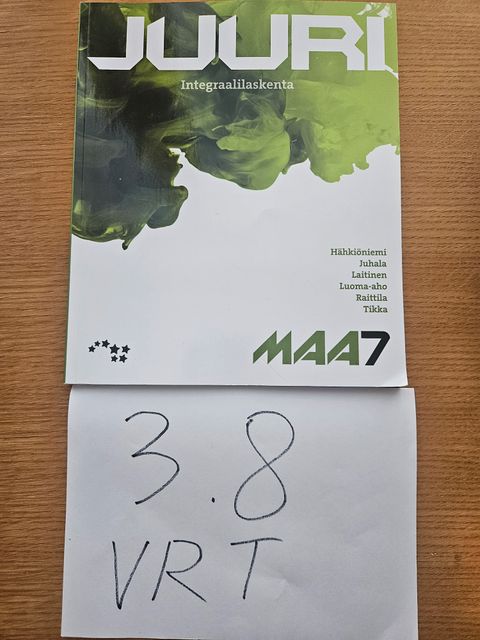 JUURI
Integraalilaskenta
Hähkiöniemi
Juhala
Laitinen
Luoma-aho
Raittila
Tikka
MAA7
3.8
VRT